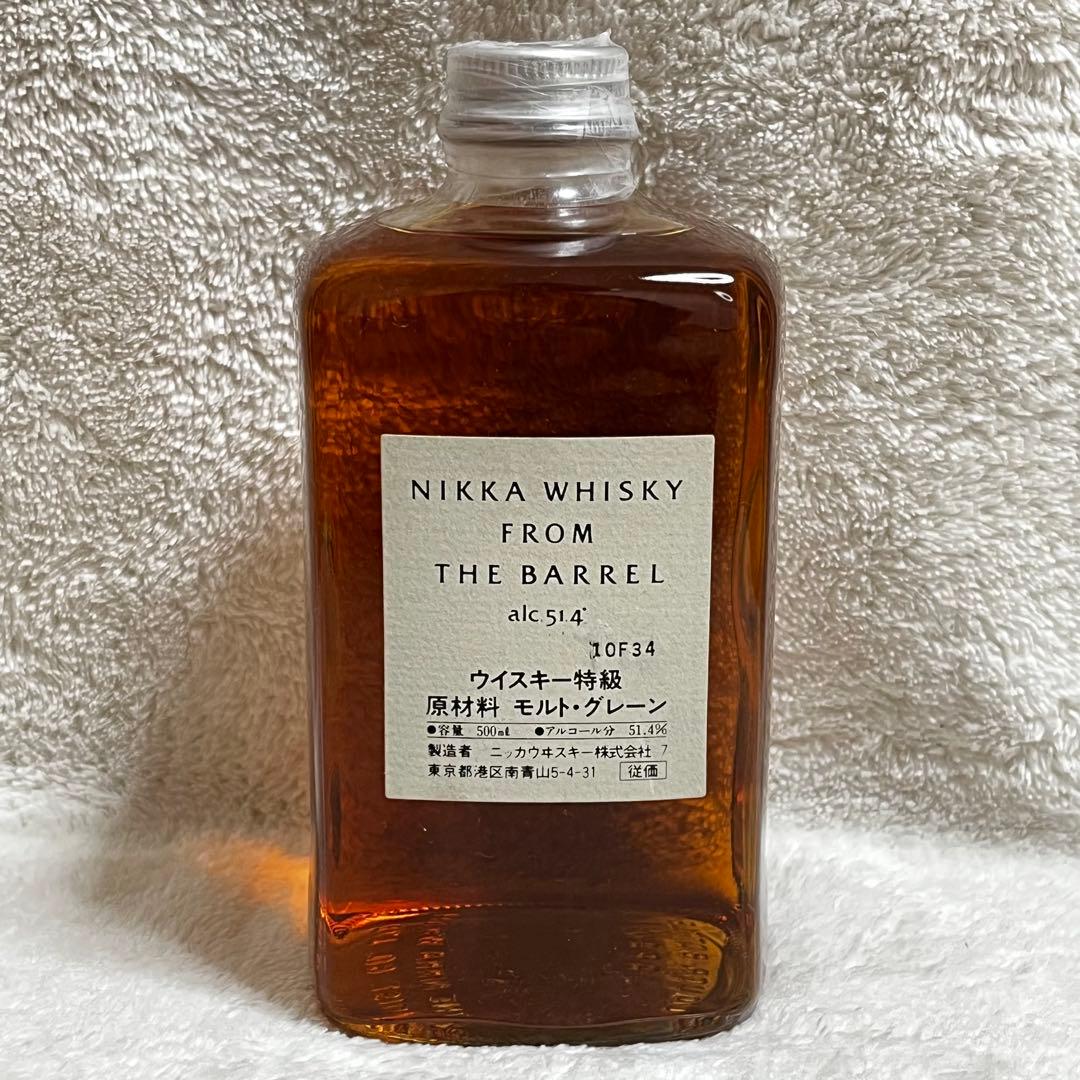 NIKKA WHISKY
FROM
THE BARREL
alc.51.4°
10F34
ウイスキー特級
原材料 モルト・グレーン
●容量 500ml ●アルコール分 51.4%
製造者 ニッカウヰスキー株式会社 7
東京都港区南青山5-4-31 従価